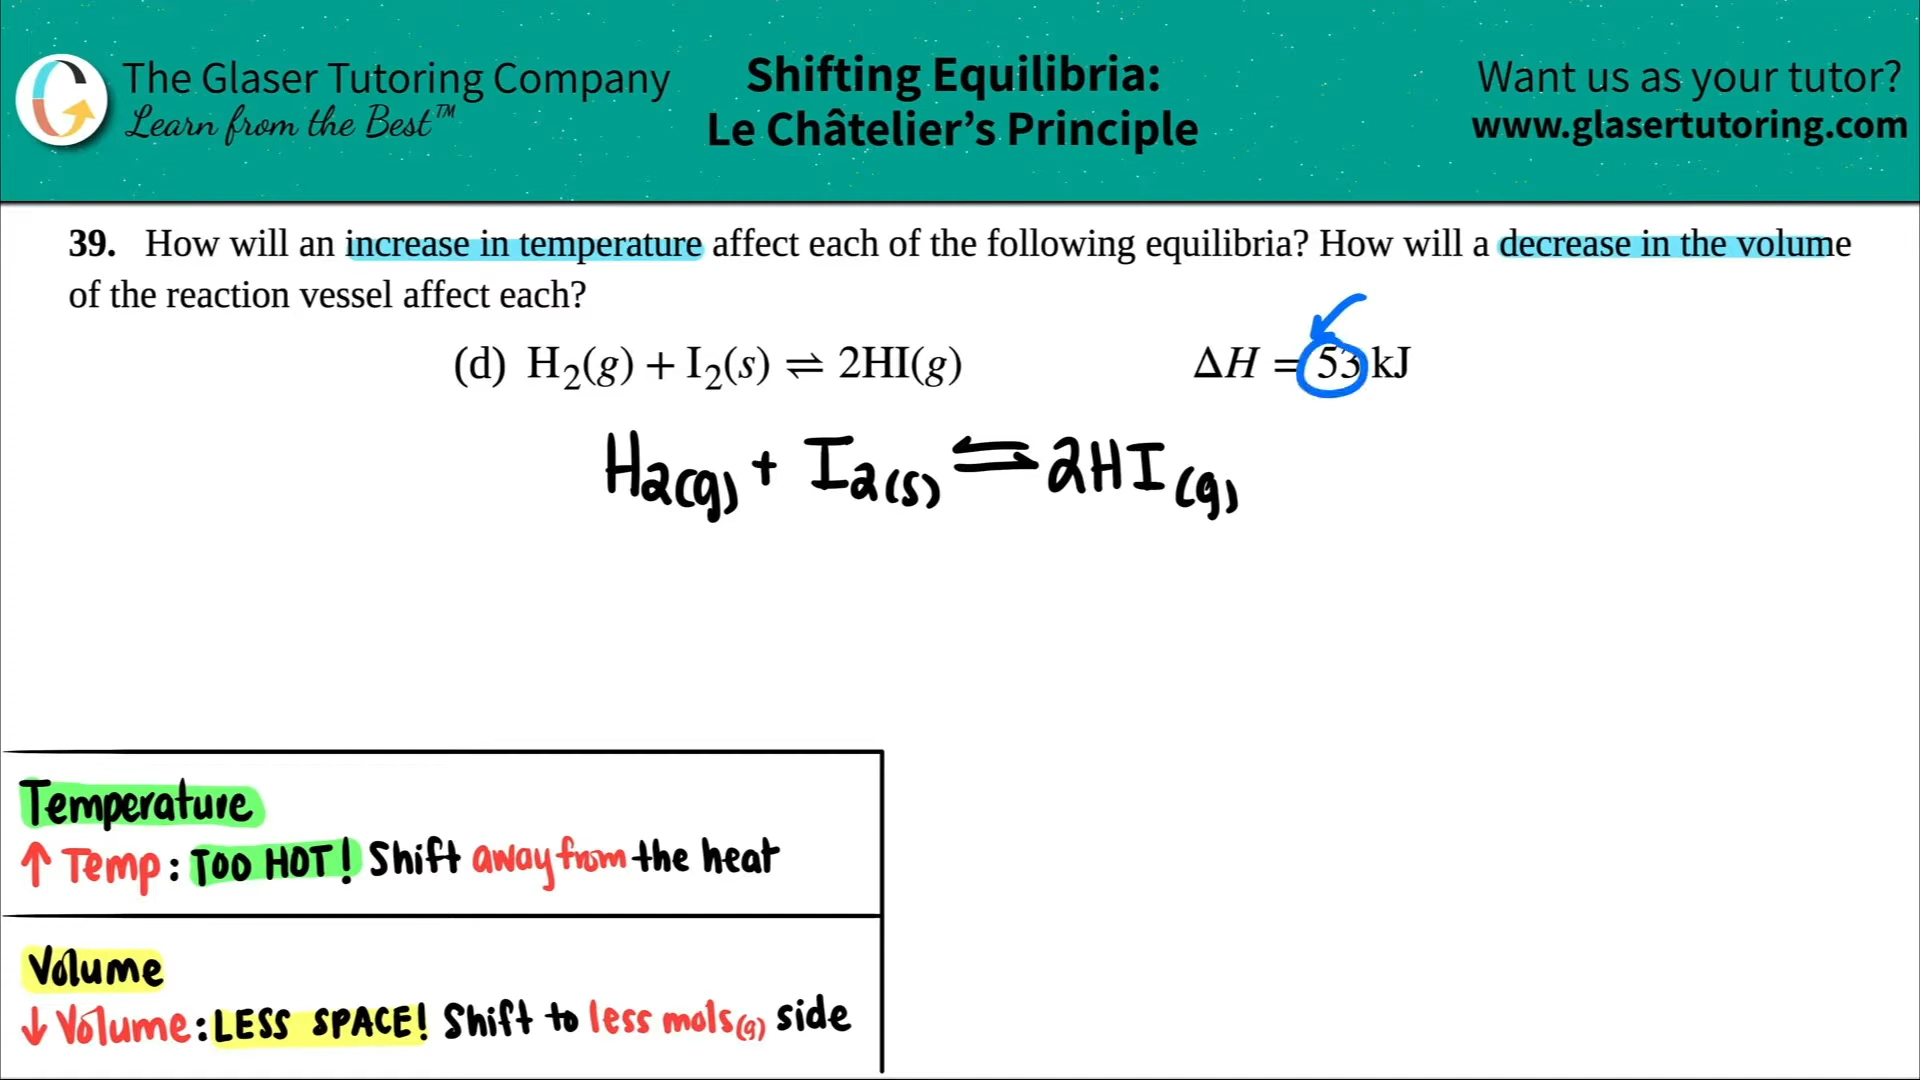 The Glaser Tutoring Company
Learn from the Best™
Shifting Equilibria:
Le Châtelier’s Principle
Want us as your tutor?
www.glasertutoring.com
39. How will an increase in temperature affect each of the following equilibria? How will a decrease in the volume
of the reaction vessel affect each?
(d) H₂(g) + I₂(s) ⇌ 2HI(g) ΔH = 53 kJ
H₂(g) + I₂(s) ⇌ 2HI(g)
Temperature
↑ Temp: TOO HOT! Shift away from the heat
Volume
↓ Volume: LESS SPACE! Shift to less mols(g) side